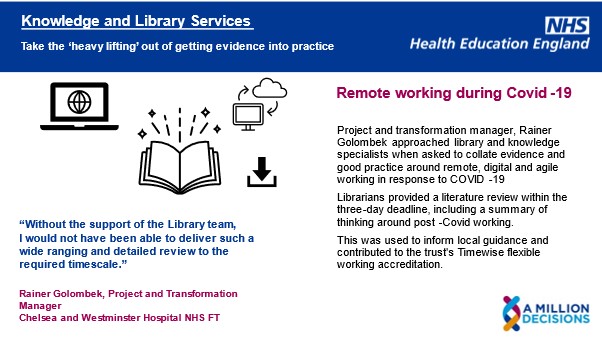 Knowledge and Library Services
Take the ‘heavy lifting’ out of getting evidence into practice
NHS
Health Education England
“Without the support of the Library team,
I would not have been able to deliver such a
wide ranging and detailed review to the
required timescale.”
Rainer Golombek, Project and Transformation
Manager
Chelsea and Westminster Hospital NHS FT
Remote working during Covid -19
Project and transformation manager, Rainer
Golombek approached library and knowledge
specialists when asked to collate evidence and
good practice around remote, digital and agile
working in response to COVID -19
Librarians provided a literature review within the
three-day deadline, including a summary of
thinking around post -Covid working.
This was used to inform local guidance and
contributed to the trust’s Timewise flexible
working accreditation.
A MILLION
DECISIONS